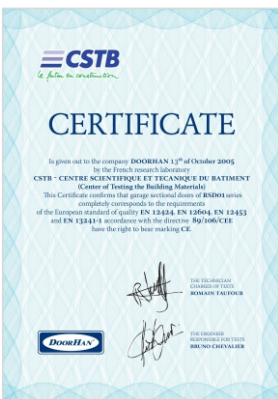 CSTB
le futur en construction
CERTIFICATE
Is given out to the company DOORHAN 13th of October 2005
by the French research laboratory
CSTB - CENTRE SCIENTIFIQUE ET TECANIQUE DU BATIMENT
(Center of Testing the Building Materials)
This Certificate confirms that garage sectional doors of RSD01 series
completely corresponds to the requirements
of the European standard of quality EN 12424, EN 12604, EN 12453
and EN 13241-1 accordance with the directive 89/106/CEE
have the right to bear marking CE.
THE TECHNICIAN
CHARGED OF TESTS
ROMAIN TAUFOUR
DOORHAN
THE ENGINEER
RESPONSIBLE FOR TESTS
BRUNO CHEVALIER